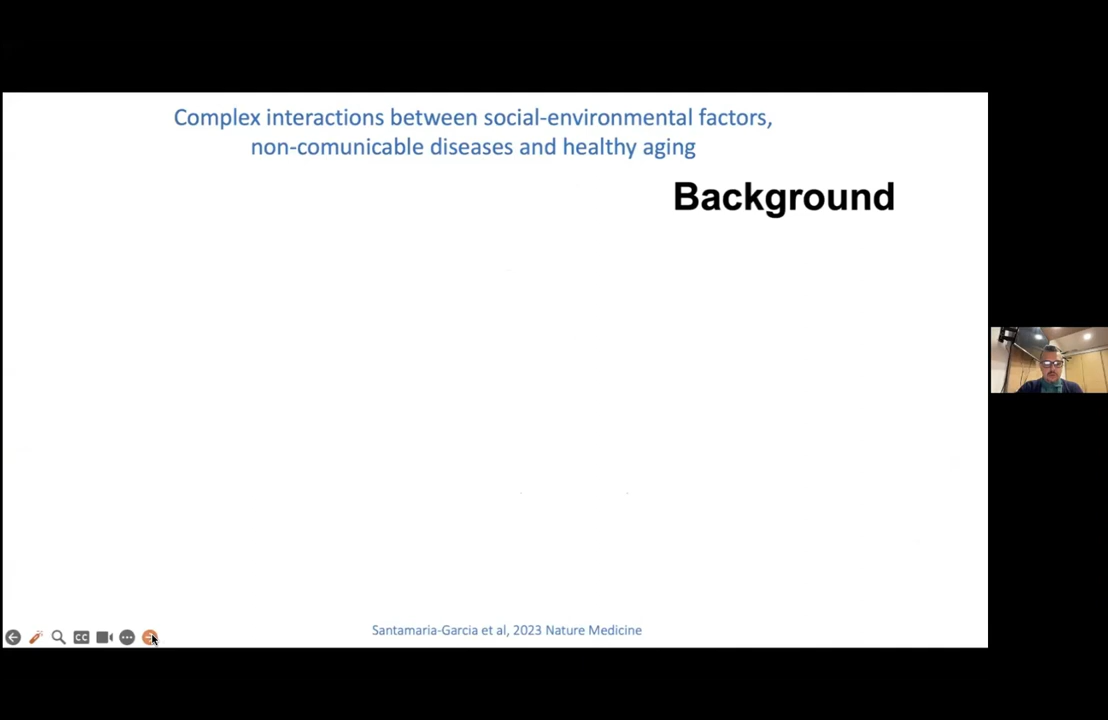 Complex interactions between social-environmental factors,
non-comunicable diseases and healthy aging
Background
CC
Santamaria-Garcia et al, 2023 Nature Medicine